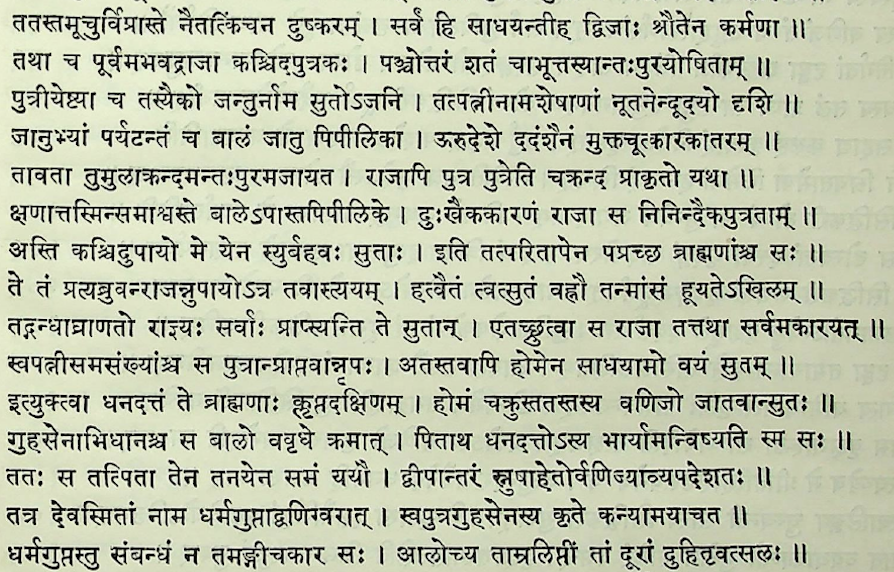 ततस्तमूचुर्विप्रास्ते नैतत्किंचन दुष्करम् । सर्वं हि साधयन्तीह द्विजाः श्रौतेन कर्मणा ॥
तथा च पूर्वमभवद्राजा कश्चिदपुत्रकः । पञ्चोत्तरं शतं चाभूत्तस्यान्तःपुरयोषिताम् ॥
पुत्रीयेष्ट्या च तस्यैको जन्तुर्नाम सुतोऽजनि । तत्पत्नीनामशेषाणां नूतनेन्दूदयो दृशि ॥
जानुभ्यां पर्यटन्तं च बालं जातु पिपीलिका । ऊरुदेशे ददंशैनं मुक्तचूत्कारकातरम् ॥
तावता तुमुलाक्रन्दमन्तःपुरमजायत । राजापि पुत्र पुत्रेति चक्रन्द प्राकृतो यथा ॥
क्षणात्तस्मिन्समाश्वस्ते बालेऽपास्तपिपीलिके । दुःखैककारणं राजा स निनिन्दैकपुत्रताम् ॥
अस्ति कश्चिदुपायो मे येन स्युर्बहवः सुताः । इति तत्परितापेन पप्रच्छ ब्राह्मणांश्च सः ॥
ते तं प्रत्यब्रुवन्राजन्नुपायोऽत्र तवास्त्ययम् । हत्वैतं त्वत्सुतं वह्नौ तन्मांसं हूयतेऽखिलम् ॥
तद्गन्धाघ्राणतो राज्ञ्यः सर्वाः प्राप्स्यन्ति ते सुतान् । एतच्छ्रुत्वा स राजा तत्तथा सर्वमकारयत् ॥
स्वपत्नीसमसंख्यांश्च स पुत्रान्प्राप्तवान्नृपः । अतस्तवापि होमेन साधयामो वयं सुतम् ॥
इत्युक्त्वा धनदत्तं ते ब्राह्मणाः क्लृप्तदक्षिणम् । होमं चक्रुस्ततस्तस्य वणिजो जातवान्सुतः ॥
गुहसेनाभिधानश्च स बालो ववृधे क्रमात् । पिताथ धनदत्तोऽस्य भार्यामन्विष्यति स्म सः ॥
ततः स तत्पिता तेन तनयेन समं ययौ । द्वीपान्तरं स्नुषाहेतोर्वणिज्याव्यपदेशतः ॥
तत्र देवस्मितां नाम धर्मगुप्ताद्वणिग्वरात् । स्वपुत्रगुहसेनस्य कृते कन्यामयाचत ॥
धर्मगुप्तस्तु संबन्धं न तमङ्गीचकार सः । आलोच्य ताम्रलिप्तीं तां दूरां दुहितृवत्सलः ॥